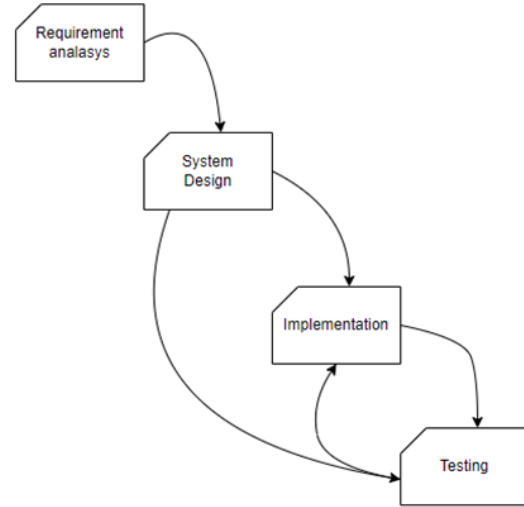 Requirement
analasys
System
Design
Implementation
Testing